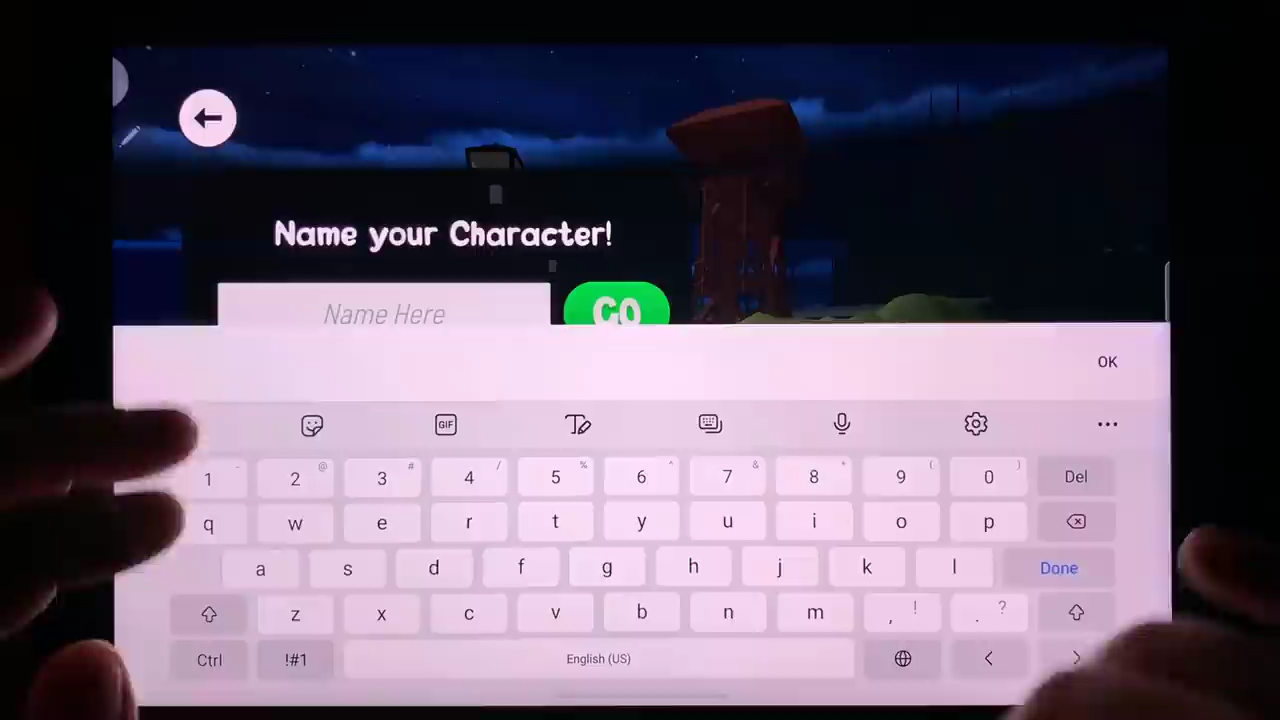 Name your Character!
Name Here
GO
OK
GIF
1 2 @ 3 # 4 / 5 % 6 ^ 7 & 8 * 9 ( 0 ) Del
q w e r t y u i o p
a s d f g h j k l Done
z x c v b n m , ! . ?
Ctrl !#1 English (US) < >